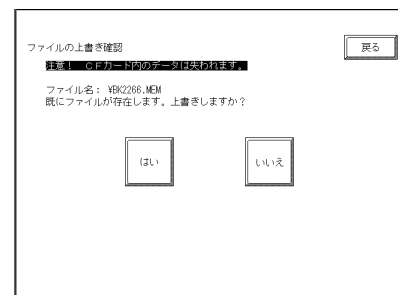 ファイルの上書き確認
戻る
注意！　ＣＦカード内のデータは失われます。
ファイル名： ¥BK2266.MEM
既にファイルが存在します。上書きしますか？
はい
いいえ